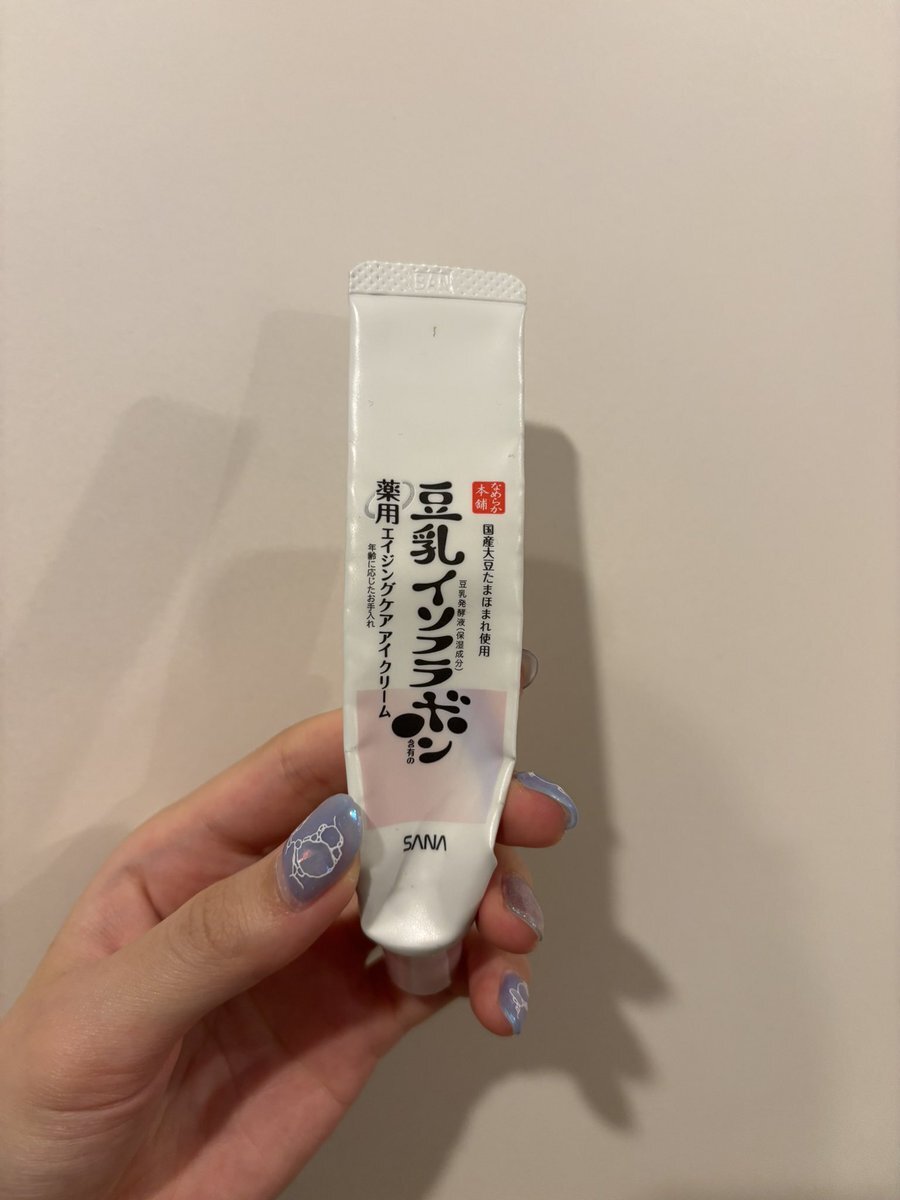 SANA
なめらか
本舗
国産大豆たまほまれ使用
豆乳発酵液(保湿成分)
豆乳イソフラボン
含有の
薬用エイジングケア アイクリーム
年齢に応じたお手入れ
SANA